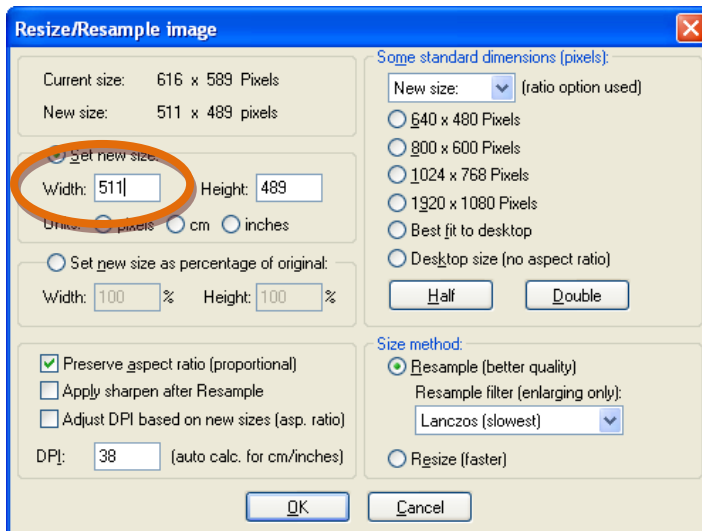 Resize/Resample image
Current size: 616 x 589 Pixels
New size: 511 x 489 pixels
Set new size:
Width: 511 Height: 489
Units: pixels cm inches
Set new size as percentage of original:
Width: 100 % Height: 100 %
Preserve aspect ratio (proportional)
Apply sharpen after Resample
Adjust DPI based on new sizes (asp. ratio)
DPI: 38 (auto calc. for cm/inches)
Some standard dimensions (pixels):
New size: (ratio option used)
640 x 480 Pixels
800 x 600 Pixels
1024 x 768 Pixels
1920 x 1080 Pixels
Best fit to desktop
Desktop size (no aspect ratio)
Half Double
Size method:
Resample (better quality)
Resample filter (enlarging only):
Lanczos (slowest)
Resize (faster)
OK Cancel